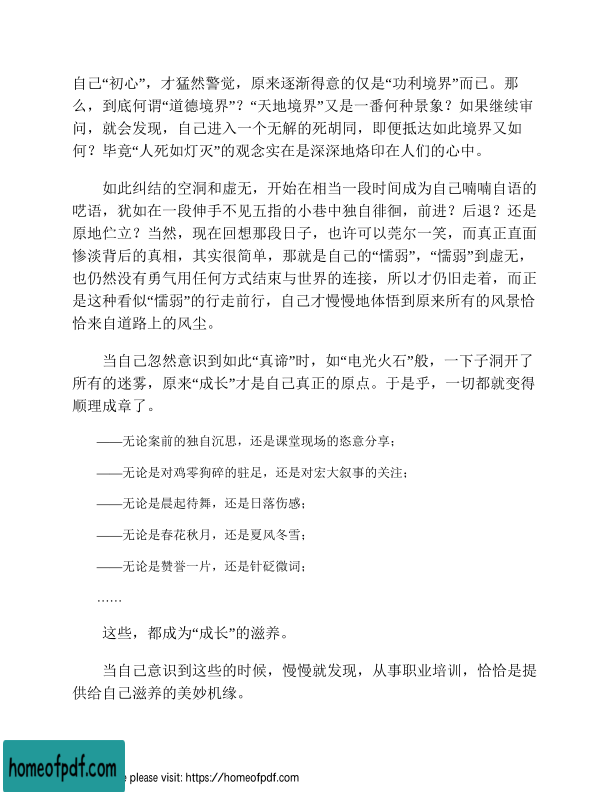 自己“初心”，才猛然警觉，原来逐渐得意的仅是“功利境界”而已。那
么，到底何谓“道德境界”？“天地境界”又是一番何种景象？如果继续审
问，就会发现，自己进入一个无解的死胡同，即便抵达如此境界又如
何？毕竟“人死如灯灭”的观念实在是深深地烙印在人们的心中。
如此纠结的空洞和虚无，开始在相当一段时间成为自己喃喃自语的
呓语，犹如在一段伸手不见五指的小巷中独自徘徊，前进？后退？还是
原地伫立？当然，现在回想那段日子，也许可以莞尔一笑，而真正直面
惨淡背后的真相，其实很简单，那就是自己的“懦弱”，“懦弱”到虚无，
也仍然没有勇气用任何方式结束与世界的连接，所以才仍旧走着，而正
是这种看似“懦弱”的行走前行，自己才慢慢地体悟到原来所有的风景恰
恰来自道路上的风尘。
当自己忽然意识到如此“真谛”时，如“电光火石”般，一下子洞开了
所有的迷雾，原来“成长”才是自己真正的原点。于是乎，一切都就变得
顺理成章了。
——无论案前的独自沉思，还是课堂现场的恣意分享；
——无论是对鸡零狗碎的驻足，还是对宏大叙事的关注；
——无论是晨起待舞，还是日落伤感；
——无论是春花秋月，还是夏风冬雪；
——无论是赞誉一片，还是针砭微词；
……
这些，都成为“成长”的滋养。
当自己意识到这些的时候，慢慢就发现，从事职业培训，恰恰是提
供给自己滋养的美妙机缘。
homeofpdf.com
e please visit: https://homeofpdf.com